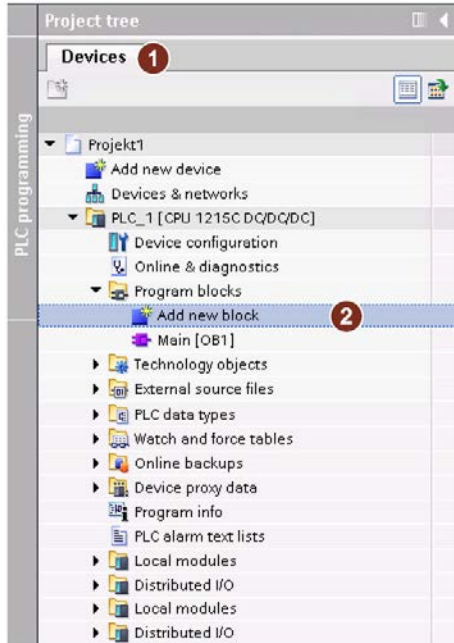 Project tree
Devices
1
PLC programming
Projekt1
Add new device
Devices & networks
PLC_1 [CPU 1215C DC/DC/DC]
Device configuration
Online & diagnostics
Program blocks
Add new block
2
Main [OB1]
Technology objects
External source files
PLC data types
Watch and force tables
Online backups
Device proxy data
Program info
PLC alarm text lists
Local modules
Distributed I/O
Local modules
Distributed I/O